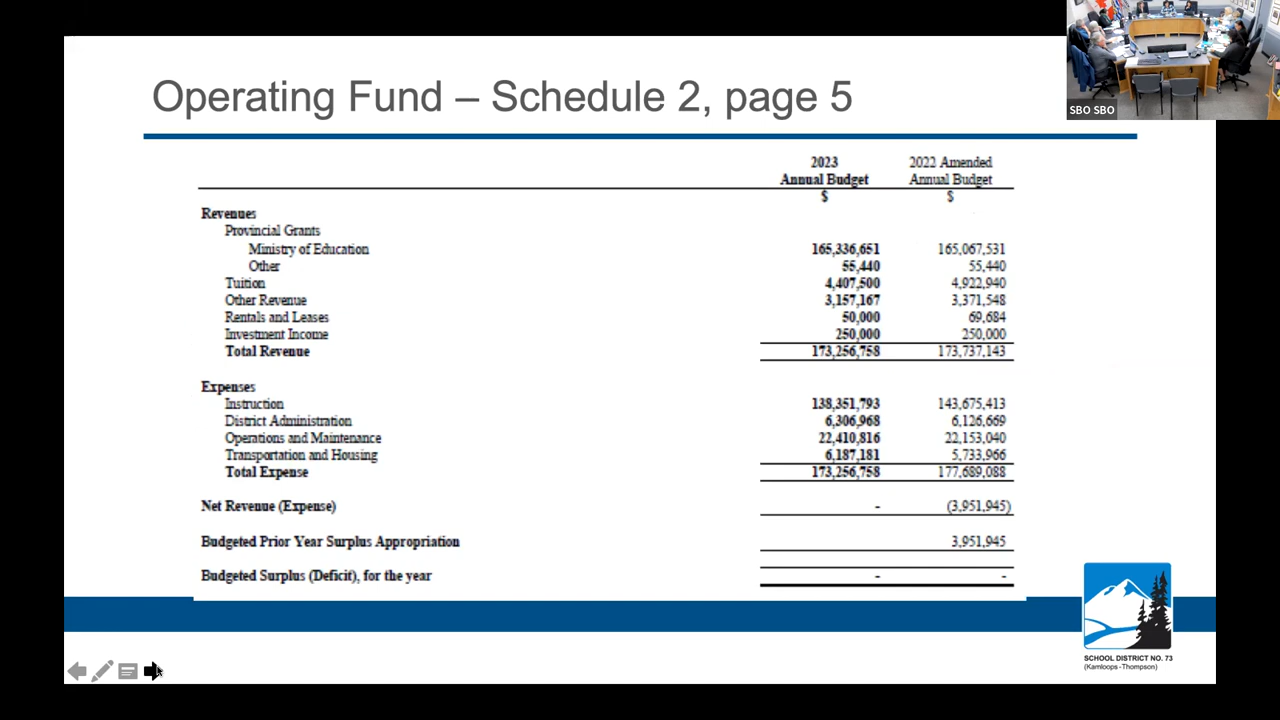 SBO SBO
Operating Fund – Schedule 2, page 5
2023 2022 Amended
Annual Budget Annual Budget
$ $
Revenues
Provincial Grants
Ministry of Education 165,336,651 165,067,531
Other 55,440 55,440
Tuition 4,407,500 4,922,940
Other Revenue 3,157,167 3,371,548
Rentals and Leases 50,000 69,684
Investment Income 250,000 250,000
Total Revenue 173,256,758 173,737,143
Expenses
Instruction 138,351,793 143,675,413
District Administration 6,306,968 6,126,669
Operations and Maintenance 22,410,816 22,153,040
Transportation and Housing 6,187,181 5,733,966
Total Expense 173,256,758 177,689,088
Net Revenue (Expense) - (3,951,945)
Budgeted Prior Year Surplus Appropriation 3,951,945
Budgeted Surplus (Deficit), for the year - -
SCHOOL DISTRICT NO. 73
(Kamloops -Thompson)